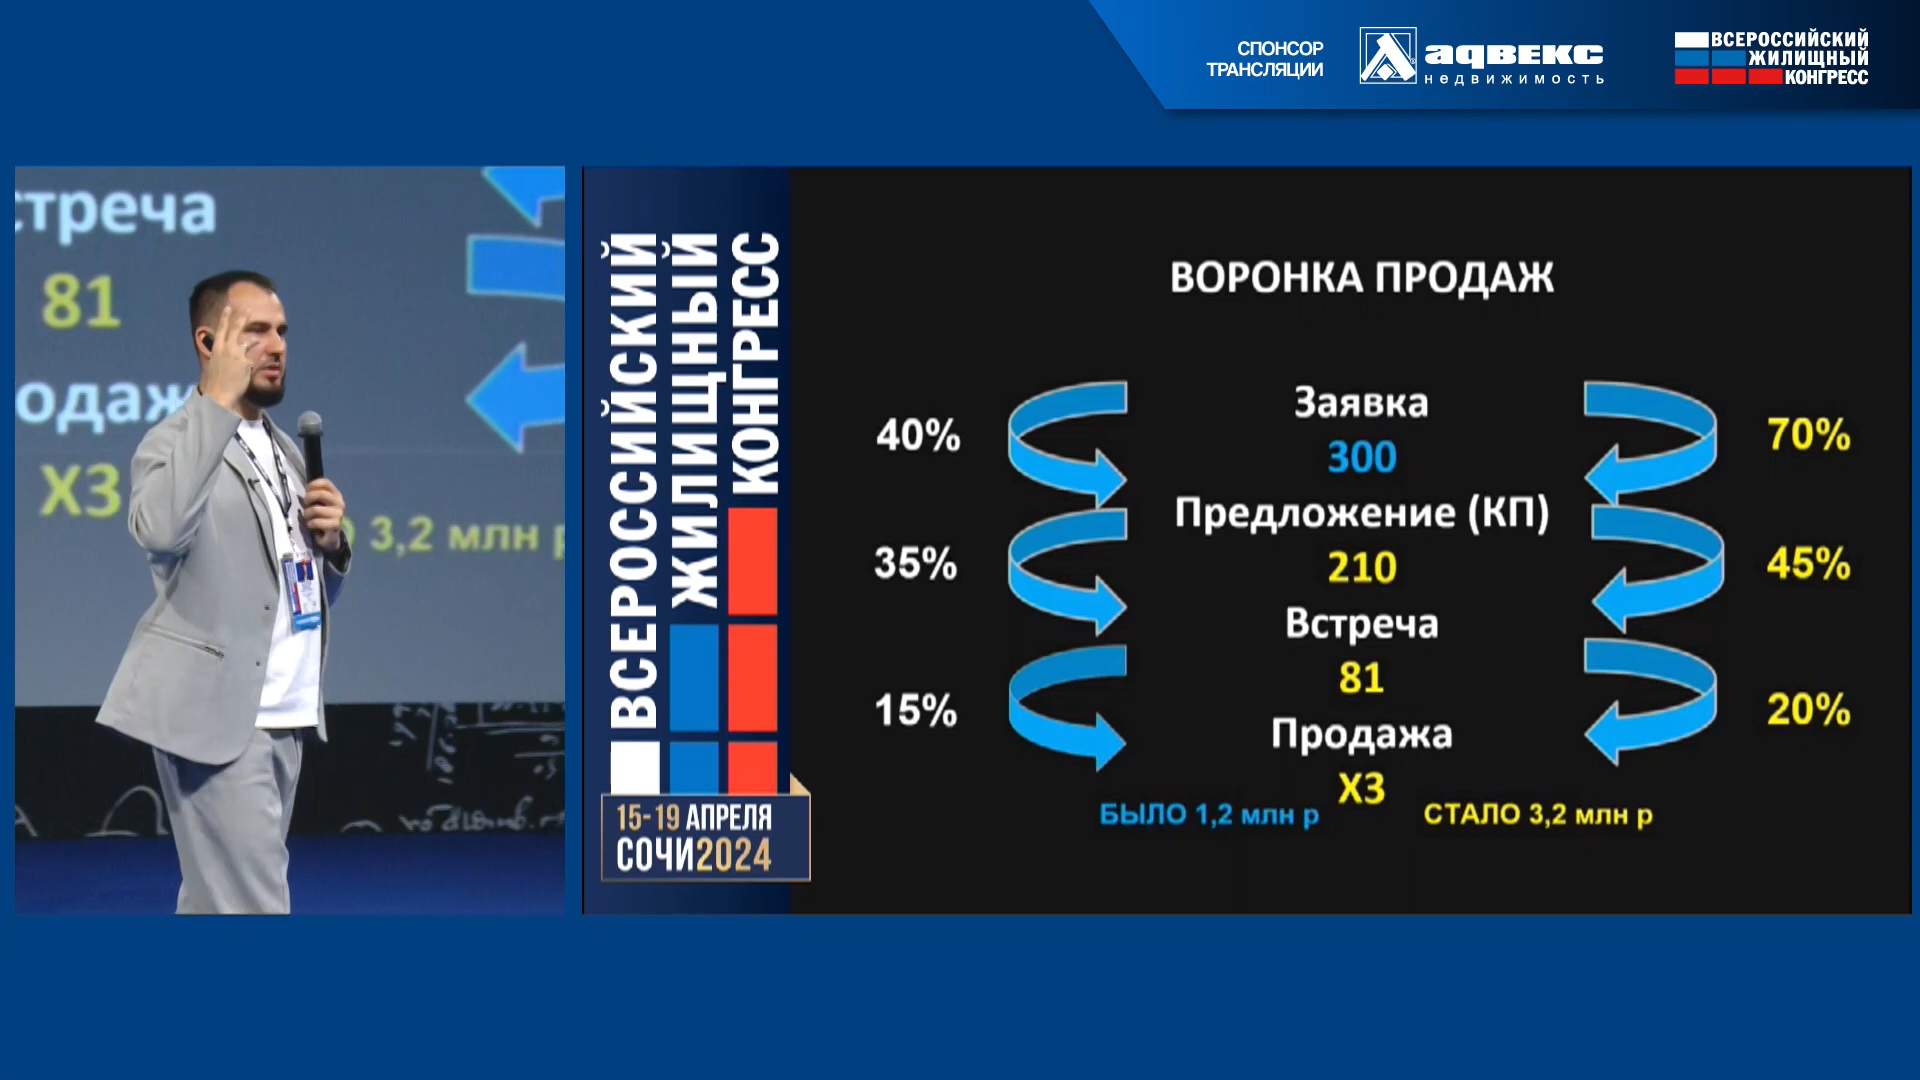 СПОНСОР
ТРАНСЛЯЦИИ
аqвекс
недвижимость
ВСЕРОССИЙСКИЙ
ЖИЛИЩНЫЙ
КОНГРЕСС
стреча
81
одаж
Х3
3,2 млн р
ВСЕРОССИЙСКИЙ
ЖИЛИЩНЫЙ
КОНГРЕСС
15-19 АПРЕЛЯ
СОЧИ2024
ВОРОНКА ПРОДАЖ
40%
Заявка
300
70%
Предложение (КП)
35%
210
45%
Встреча
81
15%
Продажа
20%
Х3
БЫЛО 1,2 млн р
СТАЛО 3,2 млн р